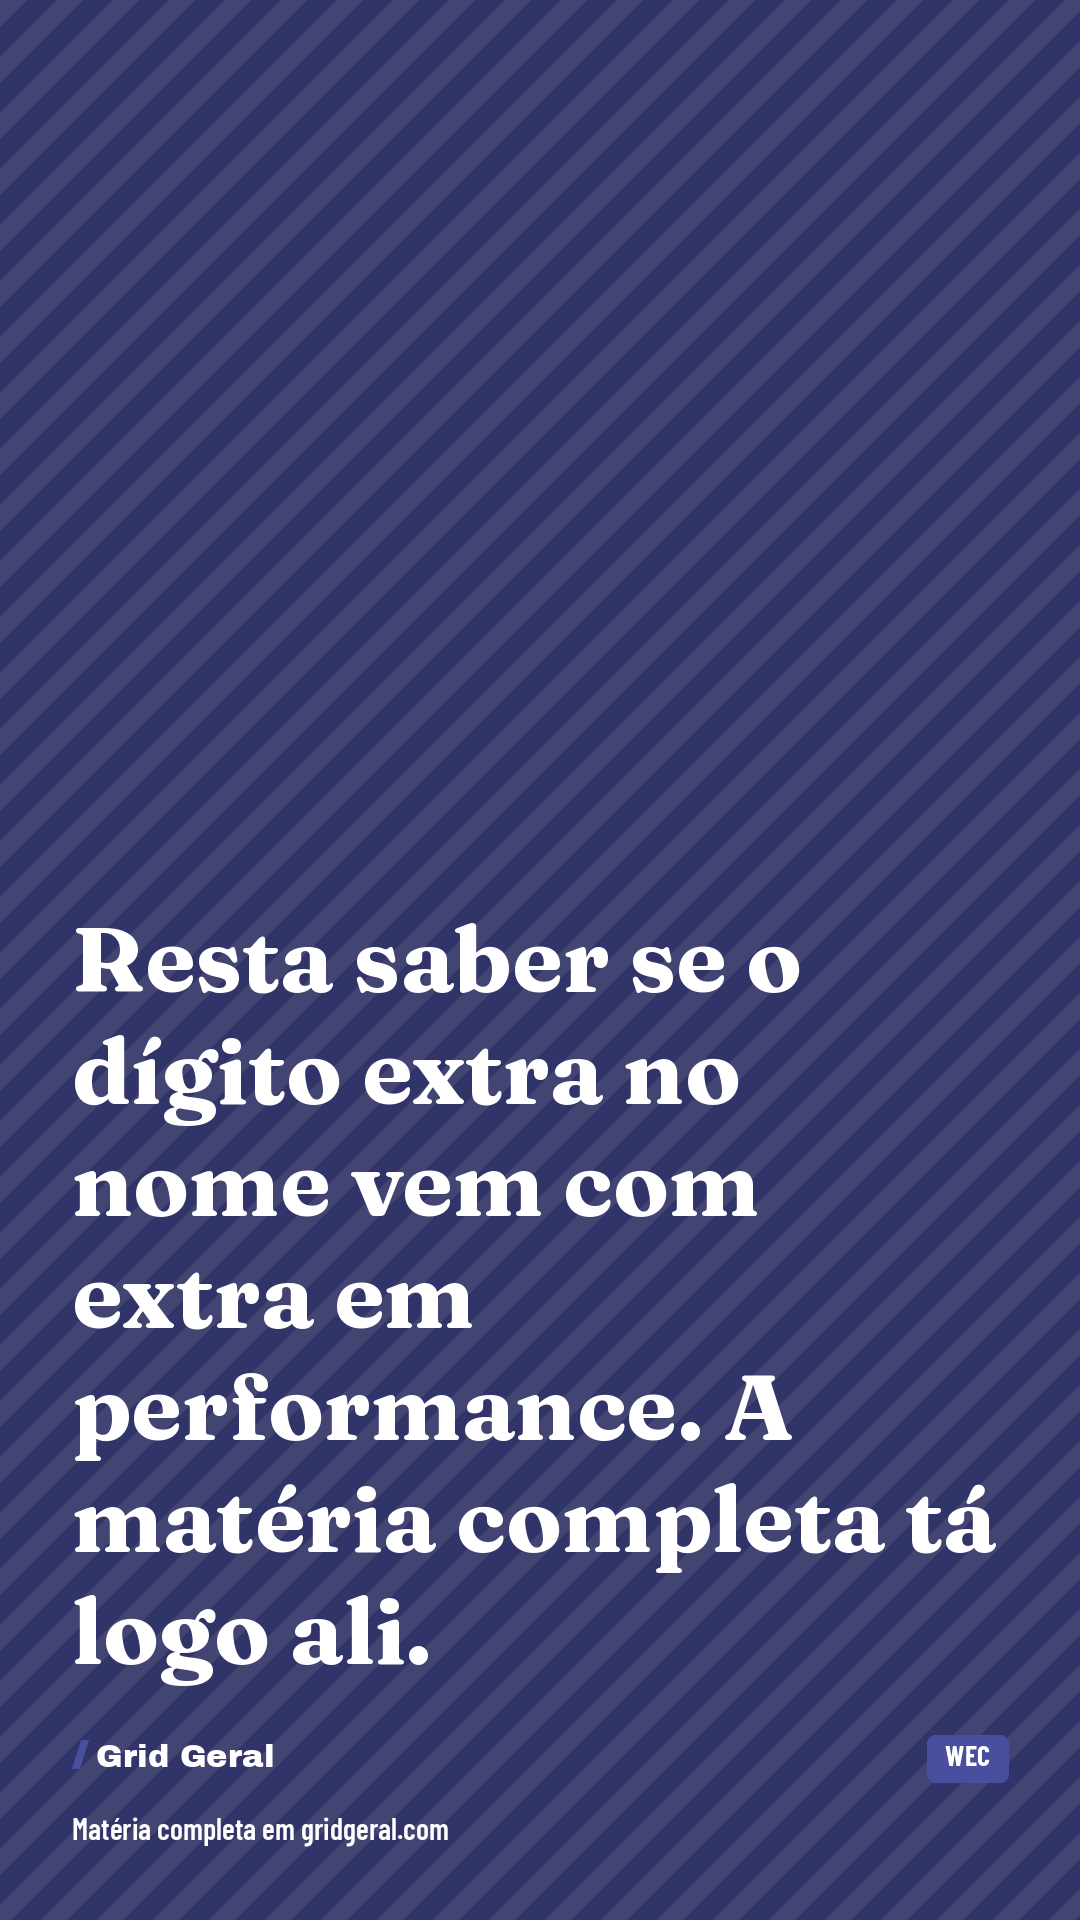 Resta saber se o
dígito extra no
nome vem com
extra em
performance. A
matéria completa tá
logo ali.
/ Grid Geral
WEC
Matéria completa em gridgeral.com